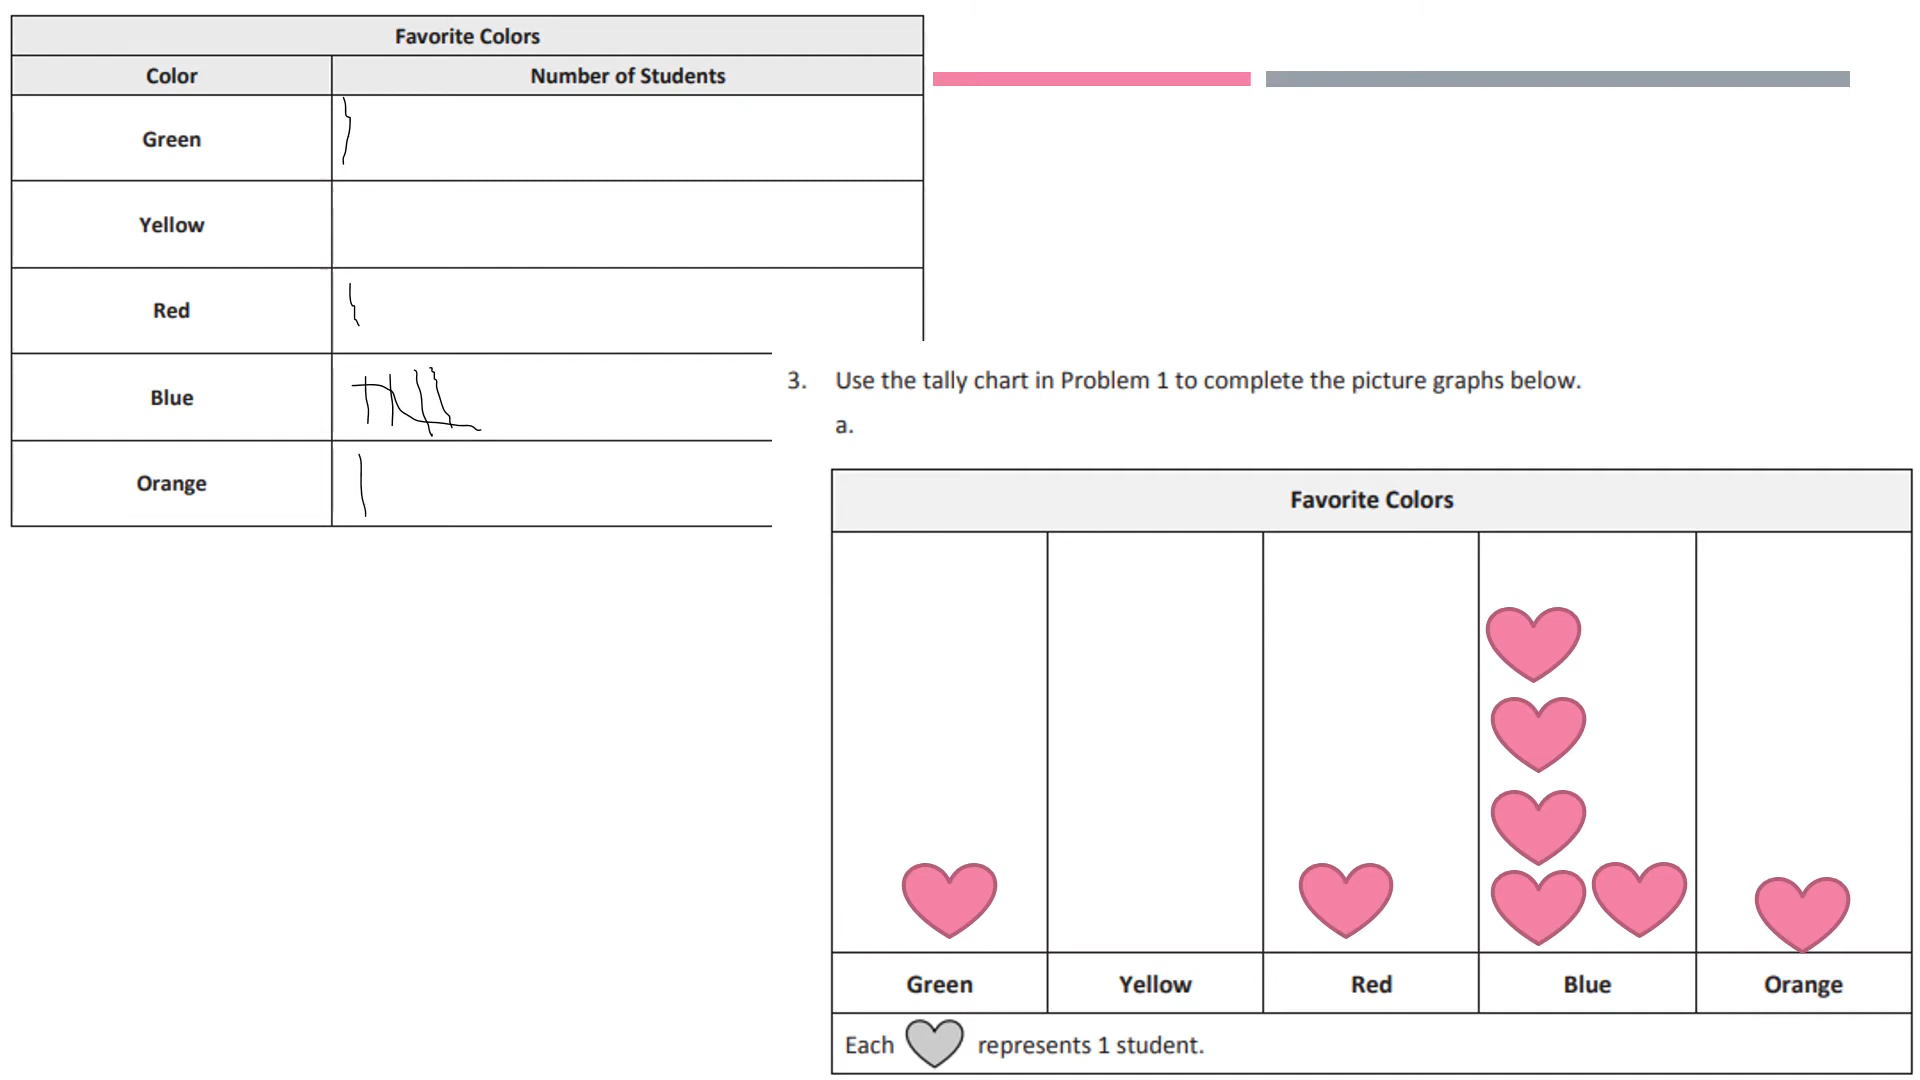 Favorite Colors
Color Number of Students
Green
Yellow
Red
Blue
Orange
3. Use the tally chart in Problem 1 to complete the picture graphs below.
a.
Favorite Colors
Green Yellow Red Blue Orange
Each represents 1 student.